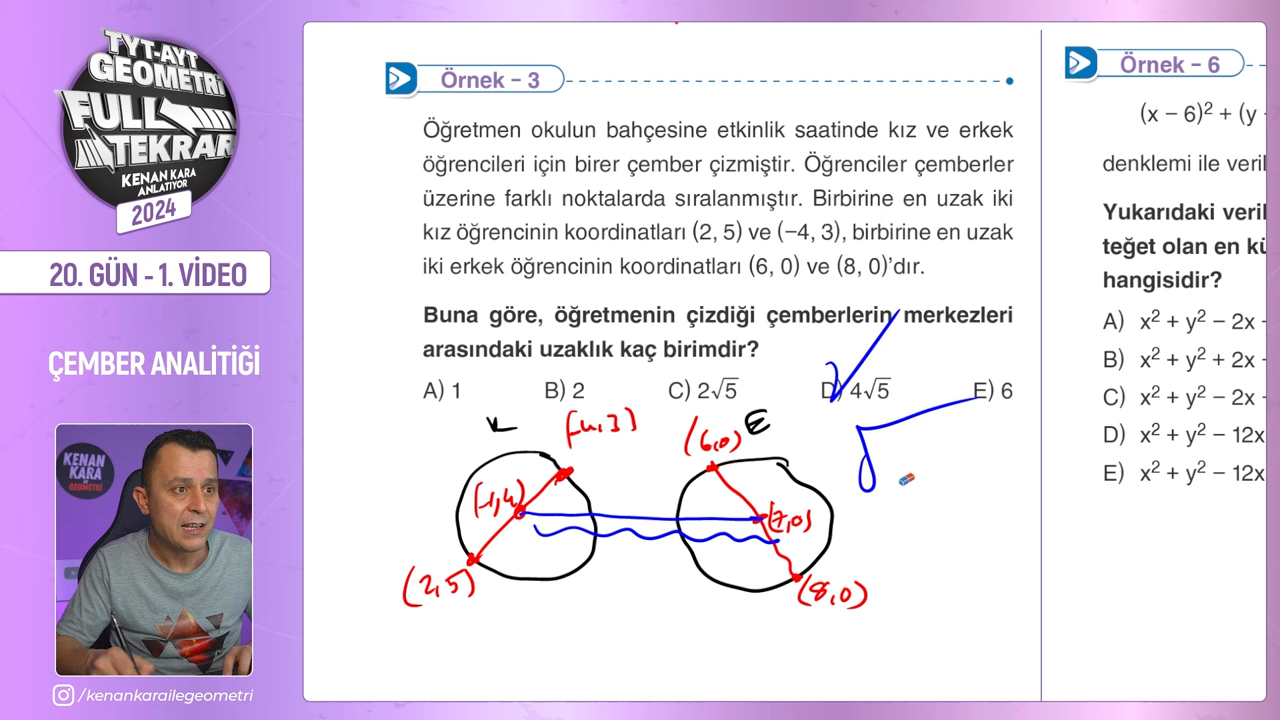 TYT-AYT
GEOMETRİ
FULL
TEKRAR
KENAN KARA
ANLATIYOR
2024
20. GÜN - 1. VİDEO
ÇEMBER ANALİTİĞİ
KENAN
KARA
GEOMETRİ
/kenankarailegeometri
Örnek – 3
Öğretmen okulun bahçesine etkinlik saatinde kız ve erkek
öğrencileri için birer çember çizmiştir. Öğrenciler çemberler
üzerine farklı noktalarda sıralanmıştır. Birbirine en uzak iki
kız öğrencinin koordinatları (2, 5) ve (−4, 3), birbirine en uzak
iki erkek öğrencinin koordinatları (6, 0) ve (8, 0)'dır.
Buna göre, öğretmenin çizdiği çemberlerin merkezleri
arasındaki uzaklık kaç birimdir?
A) 1 B) 2 C) 2√5 D) 4√5 E) 6
K (-4,3) (6,0) E
(-1,4) (7,0)
(2,5) (8,0)
Örnek – 6
(x − 6)² + (y
denklemi ile veril
Yukarıdaki veril
teğet olan en kü
hangisidir?
A) x² + y² − 2x
B) x² + y² + 2x
C) x² + y² − 2x
D) x² + y² − 12x
E) x² + y² − 12x